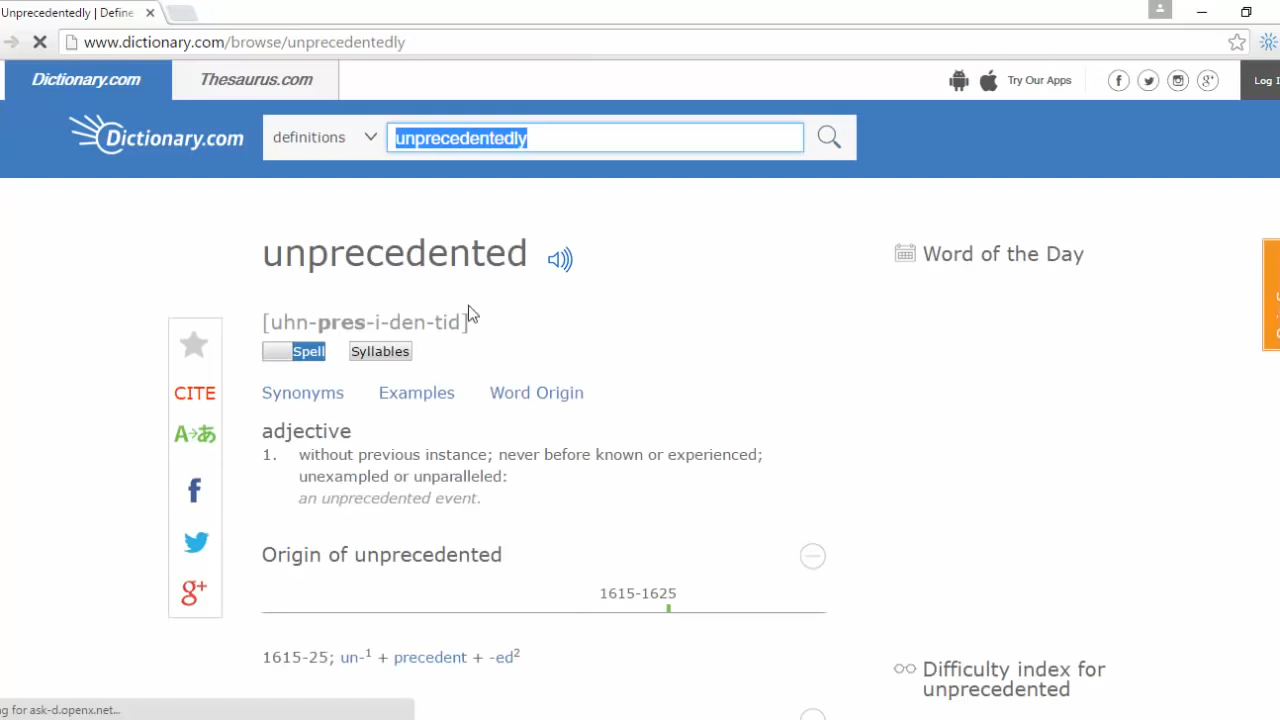 Unprecedentedly | Define
www.dictionary.com/browse/unprecedentedly
Dictionary.com
Thesaurus.com
Try Our Apps
f
g+
Log I
Dictionary.com
definitions
unprecedentedly
unprecedented
Word of the Day
[uhn-pres-i-den-tid]
Spell
Syllables
CITE
Synonyms
Examples
Word Origin
A→あ
adjective
1. without previous instance; never before known or experienced;
unexampled or unparalleled:
an unprecedented event.
f
Origin of unprecedented
g+
1615-1625
1615-25; un-1 + precedent + -ed2
Difficulty index for
unprecedented
ng for ask-d.openx.net...